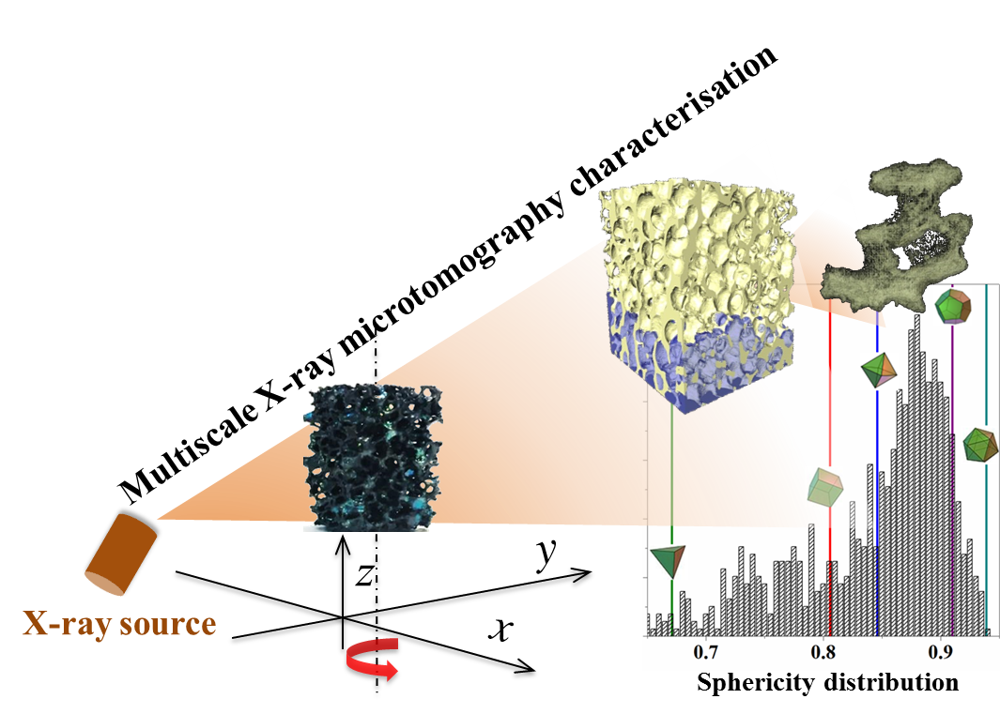 Multiscale X-ray microtomography characterisation
X-ray source
z
y
x
0.7 0.8 0.9
Sphericity distribution